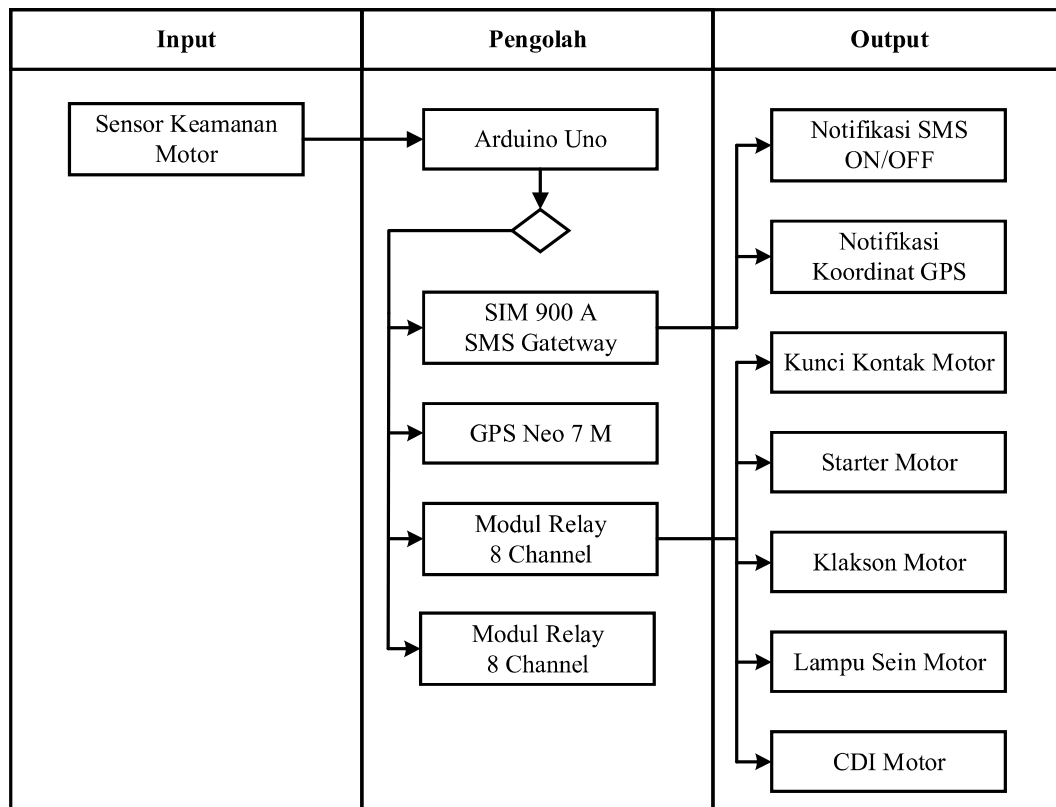 Input
Pengolah
Output
Sensor Keamanan
Motor
Arduino Uno
SIM 900 A
SMS Gatetway
GPS Neo 7 M
Modul Relay
8 Channel
Modul Relay
8 Channel
Notifikasi SMS
ON/OFF
Notifikasi
Koordinat GPS
Kunci Kontak Motor
Starter Motor
Klakson Motor
Lampu Sein Motor
CDI Motor